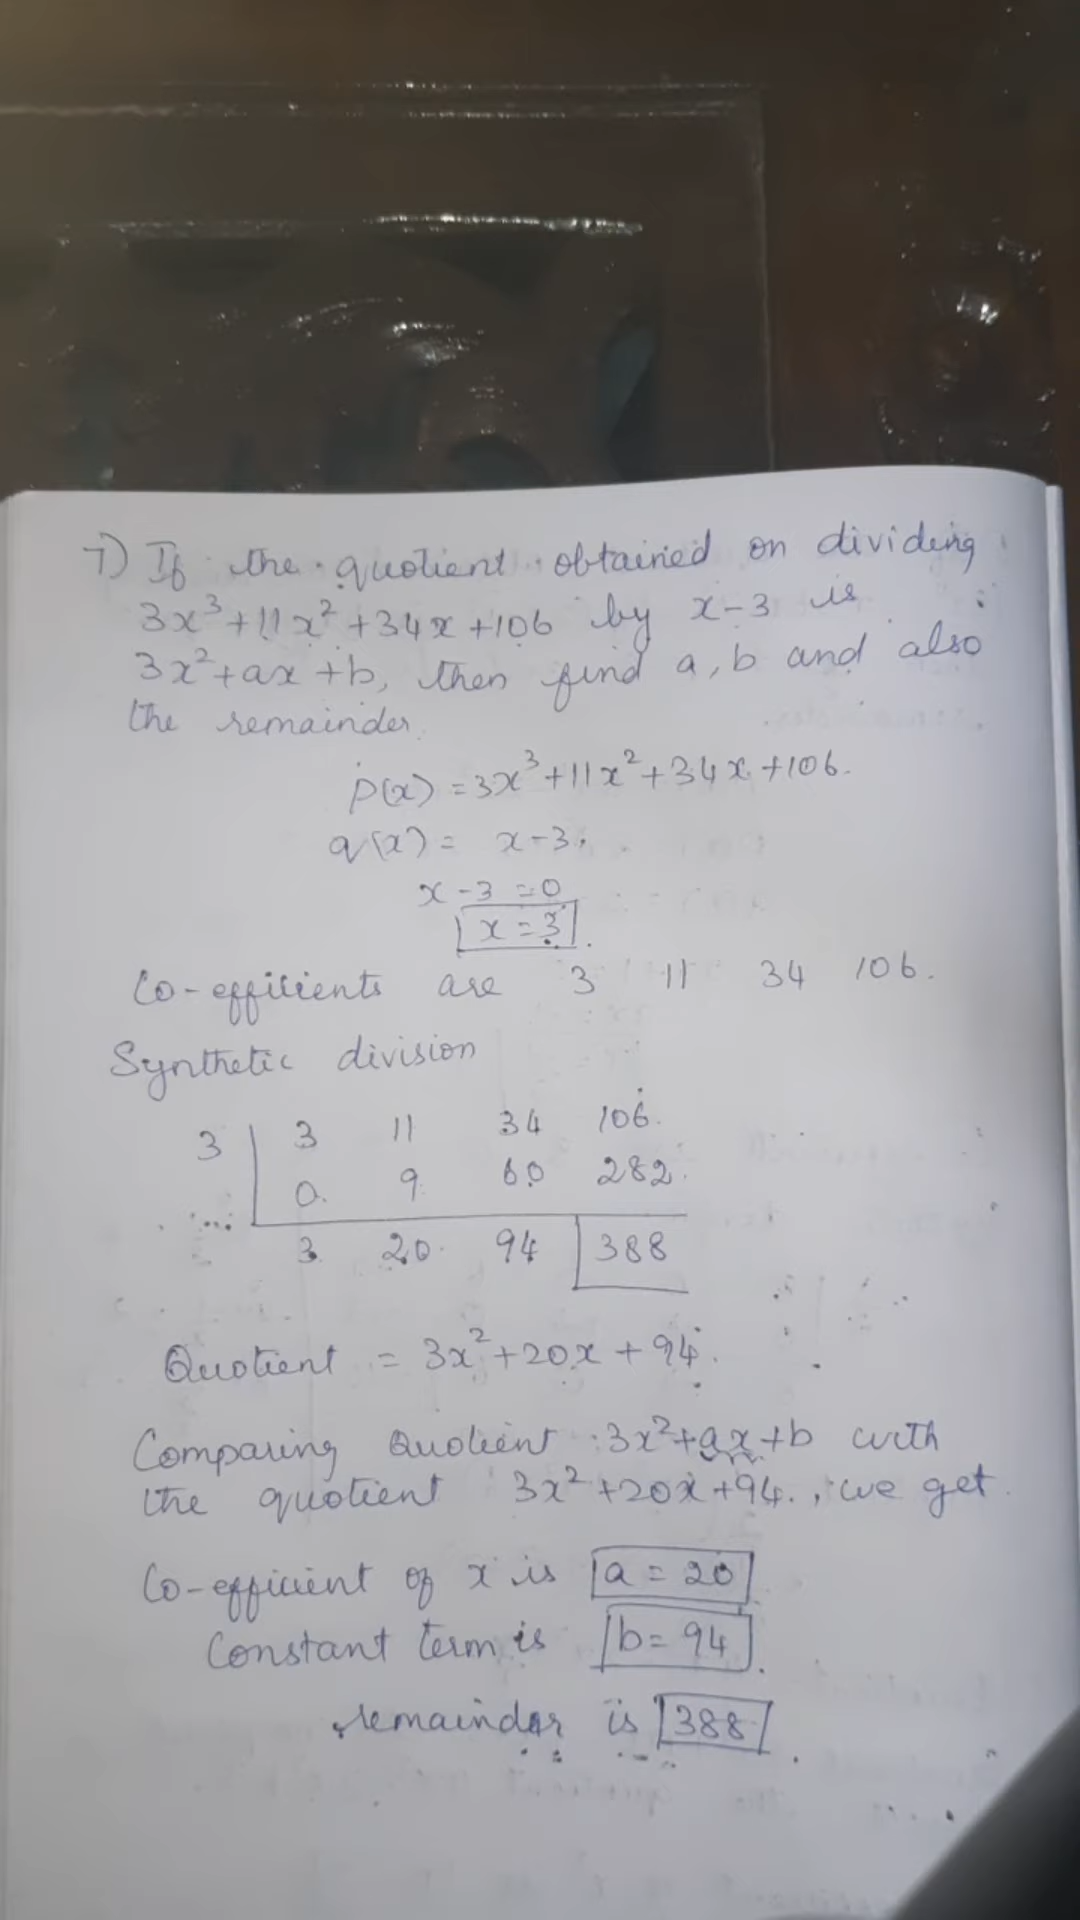 7) If the quotient obtained on dividing
3x³+11x²+34x+106 by x-3 is
3x²+ax+b, then find a, b and also
the remainder.
p(x) = 3x³+11x²+34x+106.
q(x) = x-3.
x-3 = 0
x = 3.
Co-efficients are 3 11 34 106.
Synthetic division
3 | 3 11 34 106.
0. 9. 60 282.
3 20. 94 388
Quotient = 3x²+20x+94.
Comparing Quotient 3x²+ax+b with
the quotient 3x²+20x+94., we get.
Co-efficient of x is a = 20
Constant term is b = 94.
remainder is 388.